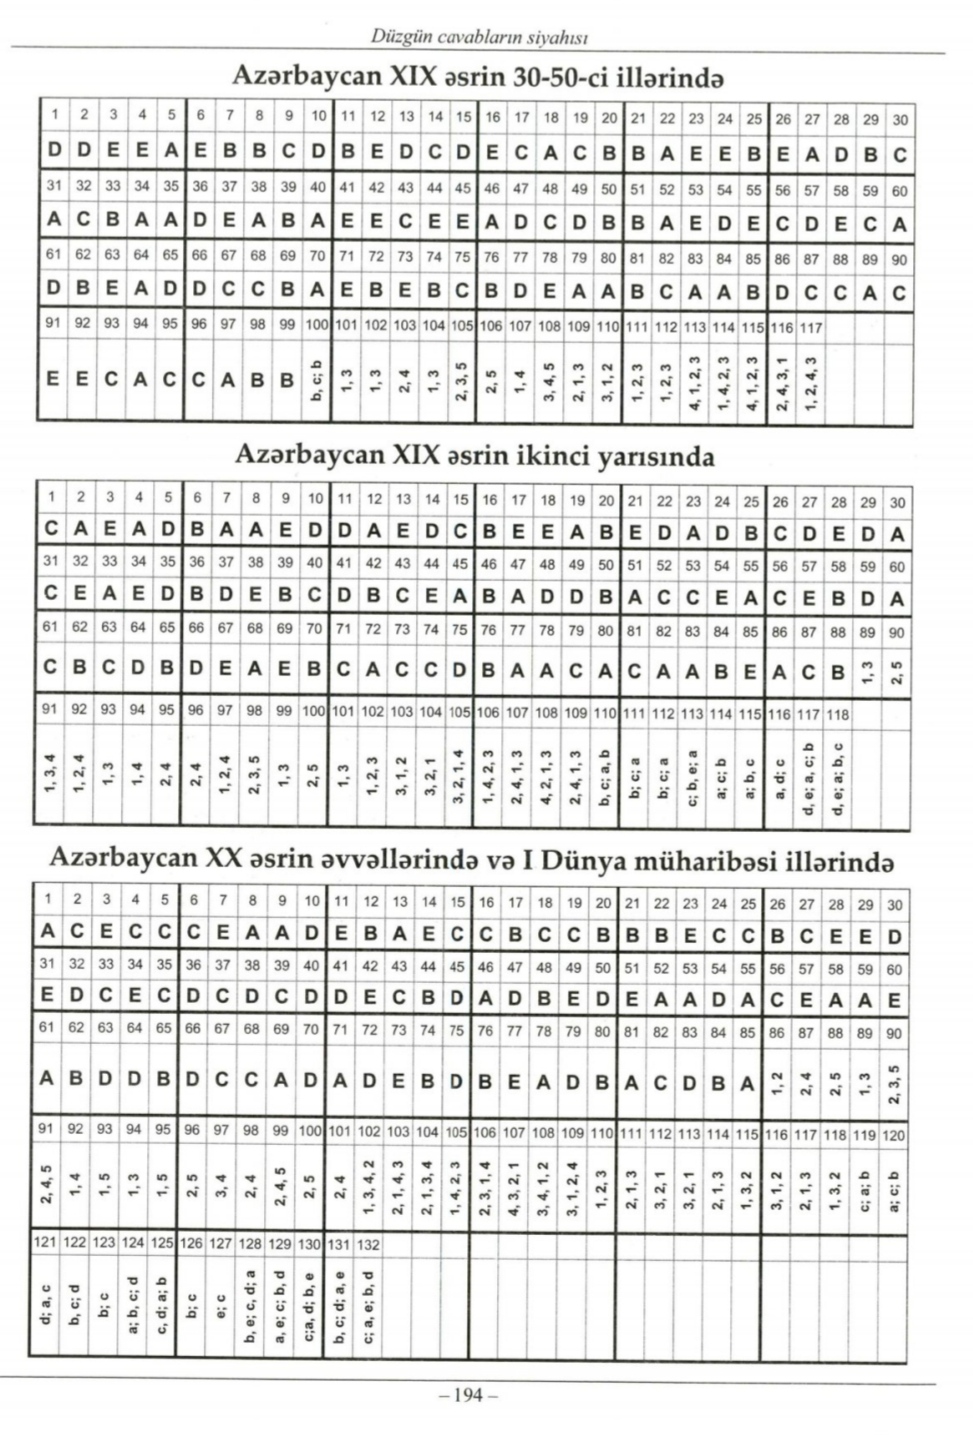 Düzgün cavabların siyahısı
Azərbaycan XIX əsrin 30-50-ci illərində
1 2 3 4 5 6 7 8 9 10 11 12 13 14 15 16 17 18 19 20 21 22 23 24 25 26 27 28 29 30
D D E E A E B B C D B E D C D E C A C B B A E E B E A D B C
31 32 33 34 35 36 37 38 39 40 41 42 43 44 45 46 47 48 49 50 51 52 53 54 55 56 57 58 59 60
A C B A A D E A B A E E C E E A D C D B B A E D E C D E C A
61 62 63 64 65 66 67 68 69 70 71 72 73 74 75 76 77 78 79 80 81 82 83 84 85 86 87 88 89 90
D B E A D D C C B A E B E B C B D E A A B C A A B D C C A C
91 92 93 94 95 96 97 98 99 100 101 102 103 104 105 106 107 108 109 110 111 112 113 114 115 116 117
E E C A C C A B B b, c; b 1, 3 1, 3 2, 4 1, 3 2, 3, 5 2, 5 1, 4 3, 4, 5 2, 1, 3 3, 1, 2 1, 2, 3 1, 2, 3 4, 1, 2, 3 1, 4, 2, 3 4, 1, 2, 3 2, 4, 3, 1 1, 2, 4, 3
Azərbaycan XIX əsrin ikinci yarısında
1 2 3 4 5 6 7 8 9 10 11 12 13 14 15 16 17 18 19 20 21 22 23 24 25 26 27 28 29 30
C A E A D B A A E D D A E D C B E E A B E D A D B C D E D A
31 32 33 34 35 36 37 38 39 40 41 42 43 44 45 46 47 48 49 50 51 52 53 54 55 56 57 58 59 60
C E A E D B D E B C D B C E A B A D D B A C C E A C E B D A
61 62 63 64 65 66 67 68 69 70 71 72 73 74 75 76 77 78 79 80 81 82 83 84 85 86 87 88 89 90
C B C D B D E A E B C A C C D B A A C A C A A B E A C B 1, 3 2, 5
91 92 93 94 95 96 97 98 99 100 101 102 103 104 105 106 107 108 109 110 111 112 113 114 115 116 117 118
1, 3, 4 1, 2, 4 1, 3 1, 4 2, 4 2, 4 1, 2, 4 2, 3, 5 1, 3 2, 5 1, 3 1, 2, 3 3, 1, 2 3, 2, 1 3, 2, 1, 4 1, 4, 2, 3 2, 4, 1, 3 4, 2, 1, 3 2, 4, 1, 3 b, c; a, b b; c; a b; c; a c; b, e; a a; c; b a; b, c a, d; c d, e; a, c; b d, e; a; b, c
Azərbaycan XX əsrin əvvəllərində və I Dünya müharibəsi illərində
1 2 3 4 5 6 7 8 9 10 11 12 13 14 15 16 17 18 19 20 21 22 23 24 25 26 27 28 29 30
A C E C C C E A A D E B A E C C B C C B B B E C C B C E E D
31 32 33 34 35 36 37 38 39 40 41 42 43 44 45 46 47 48 49 50 51 52 53 54 55 56 57 58 59 60
E D C E C D C D C D D E C B D A D B E D E A A D A C E A A E
61 62 63 64 65 66 67 68 69 70 71 72 73 74 75 76 77 78 79 80 81 82 83 84 85 86 87 88 89 90
A B D D B D C C A D A D E B D B E A D B A C D B A 1, 2 2, 4 2, 5 1, 3 2, 3, 5
91 92 93 94 95 96 97 98 99 100 101 102 103 104 105 106 107 108 109 110 111 112 113 114 115 116 117 118 119 120
2, 4, 5 1, 4 1, 5 1, 3 1, 5 2, 5 3, 4 2, 4 2, 4, 5 2, 5 2, 4 1, 3, 4, 2 2, 1, 4, 3 2, 1, 3, 4 1, 4, 2, 3 2, 3, 1, 4 4, 3, 2, 1 3, 4, 1, 2 3, 1, 2, 4 1, 2, 3 2, 1, 3 3, 2, 1 3, 2, 1 2, 1, 3 1, 3, 2 3, 1, 2 2, 1, 3 1, 3, 2 c; a; b a; c; b
121 122 123 124 125 126 127 128 129 130 131 132
d; a, c b, c; d b; c a; b, c; d c, d; a; b b; c e; c b, e; c, d; a a, e; c; b, d c;a, d; b, e b, c; d; a, e c; a, e; b, d
– 194 –